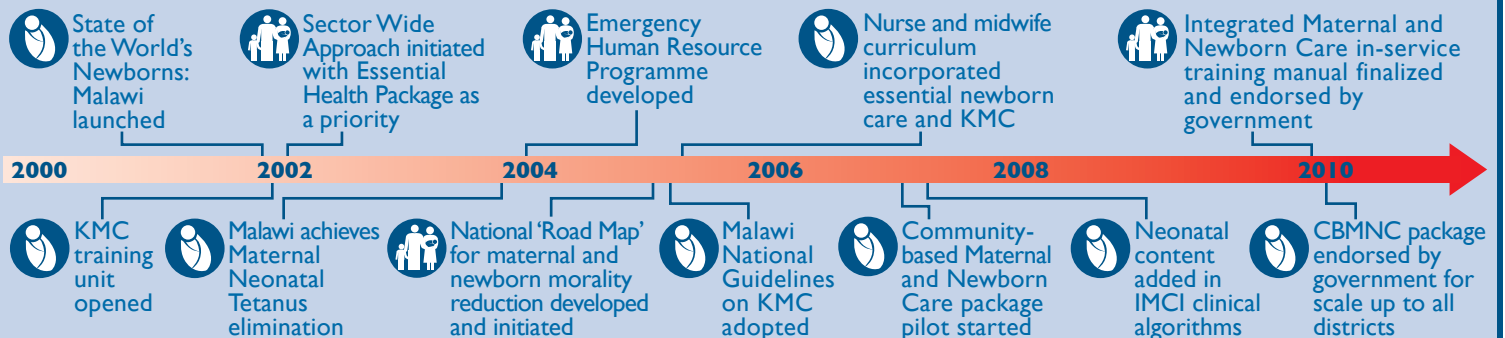 State of
the World's
Newborns:
Malawi
launched
Sector Wide
Approach initiated
with Essential
Health Package as
a priority
Emergency
Human Resource
Programme
developed
Nurse and midwife
curriculum
incorporated
essential newborn
care and KMC
Integrated Maternal and
Newborn Care in-service
training manual finalized
and endorsed by
government
2000 2002 2004 2006 2008 2010
KMC
training
unit
opened
Malawi achieves
Maternal
Neonatal
Tetanus
elimination
National 'Road Map'
for maternal and
newborn morality
reduction developed
and initiated
Malawi
National
Guidelines
on KMC
adopted
Community-
based Maternal
and Newborn
Care package
pilot started
Neonatal
content
added in
IMCI clinical
algorithms
CBMNC package
endorsed by
government for
scale up to all
districts